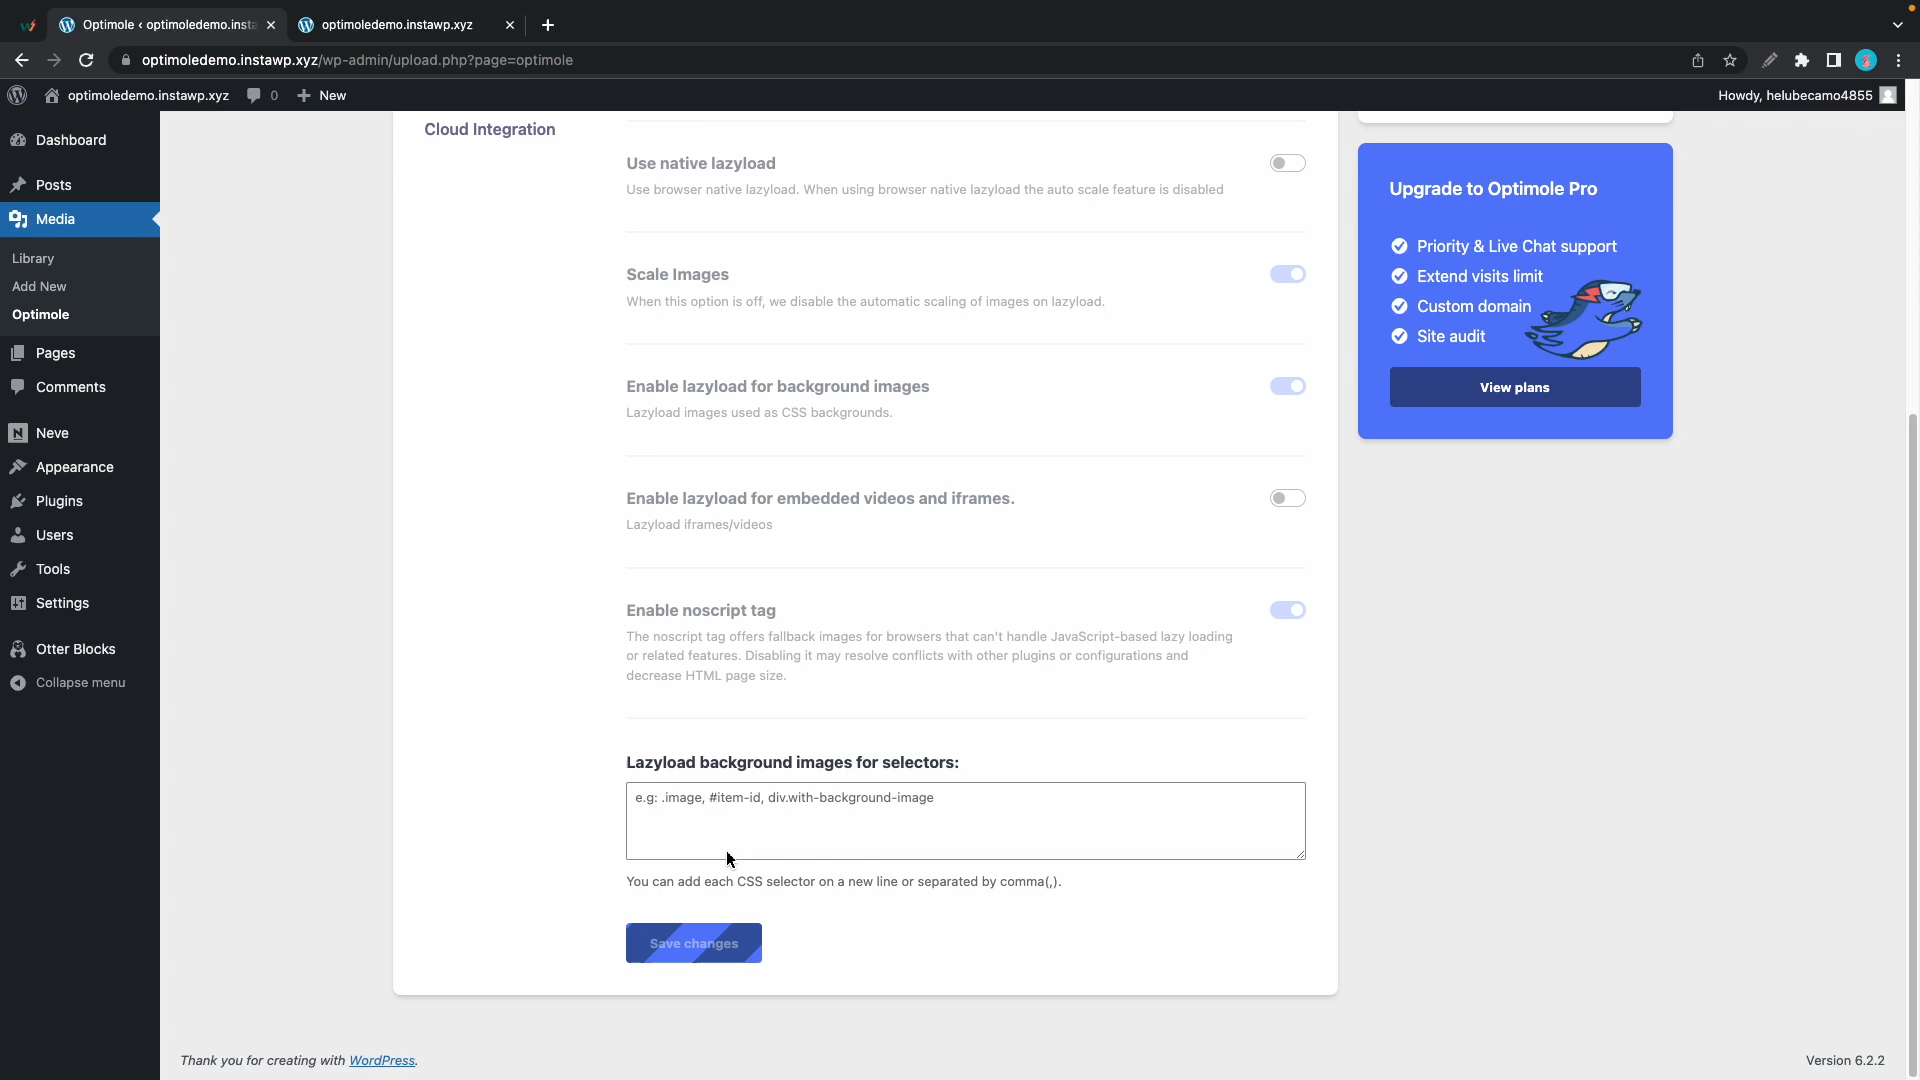 Optimole ‹ optimoledemo.insta
optimoledemo.instawp.xyz
optimoledemo.instawp.xyz/wp-admin/upload.php?page=optimole
optimoledemo.instawp.xyz
0
New
Howdy, helubecamo4855
Dashboard
Posts
Media
Library
Add New
Optimole
Pages
Comments
Neve
Appearance
Plugins
Users
Tools
Settings
Otter Blocks
Collapse menu
Cloud Integration
Use native lazyload
Use browser native lazyload. When using browser native lazyload the auto scale feature is disabled
Scale Images
When this option is off, we disable the automatic scaling of images on lazyload.
Enable lazyload for background images
Lazyload images used as CSS backgrounds.
Enable lazyload for embedded videos and iframes.
Lazyload iframes/videos
Enable noscript tag
The noscript tag offers fallback images for browsers that can't handle JavaScript-based lazy loading
or related features. Disabling it may resolve conflicts with other plugins or configurations and
decrease HTML page size.
Lazyload background images for selectors:
e.g: .image, #item-id, div.with-background-image
You can add each CSS selector on a new line or separated by comma(,).
Save changes
Upgrade to Optimole Pro
Priority & Live Chat support
Extend visits limit
Custom domain
Site audit
View plans
Thank you for creating with WordPress.
Version 6.2.2